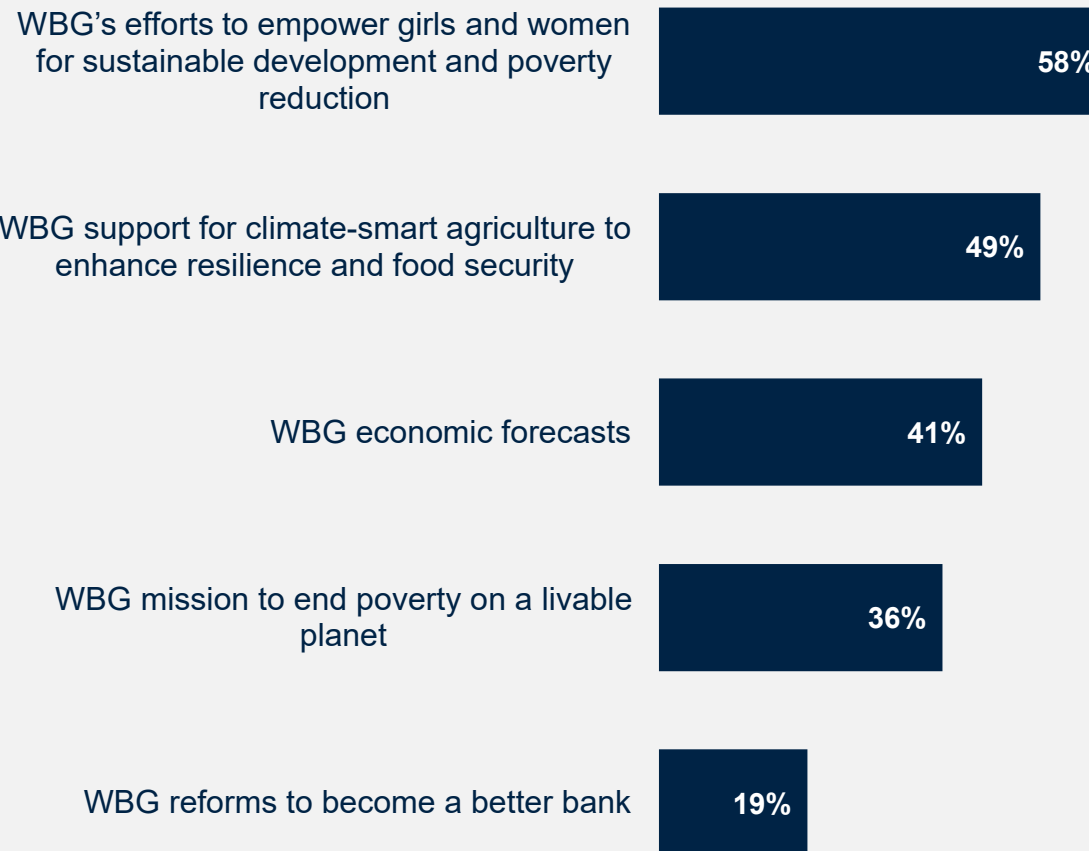 WBG’s efforts to empower girls and women
for sustainable development and poverty
reduction
58%
WBG support for climate-smart agriculture to
enhance resilience and food security
49%
WBG economic forecasts
41%
WBG mission to end poverty on a livable
planet
36%
WBG reforms to become a better bank
19%